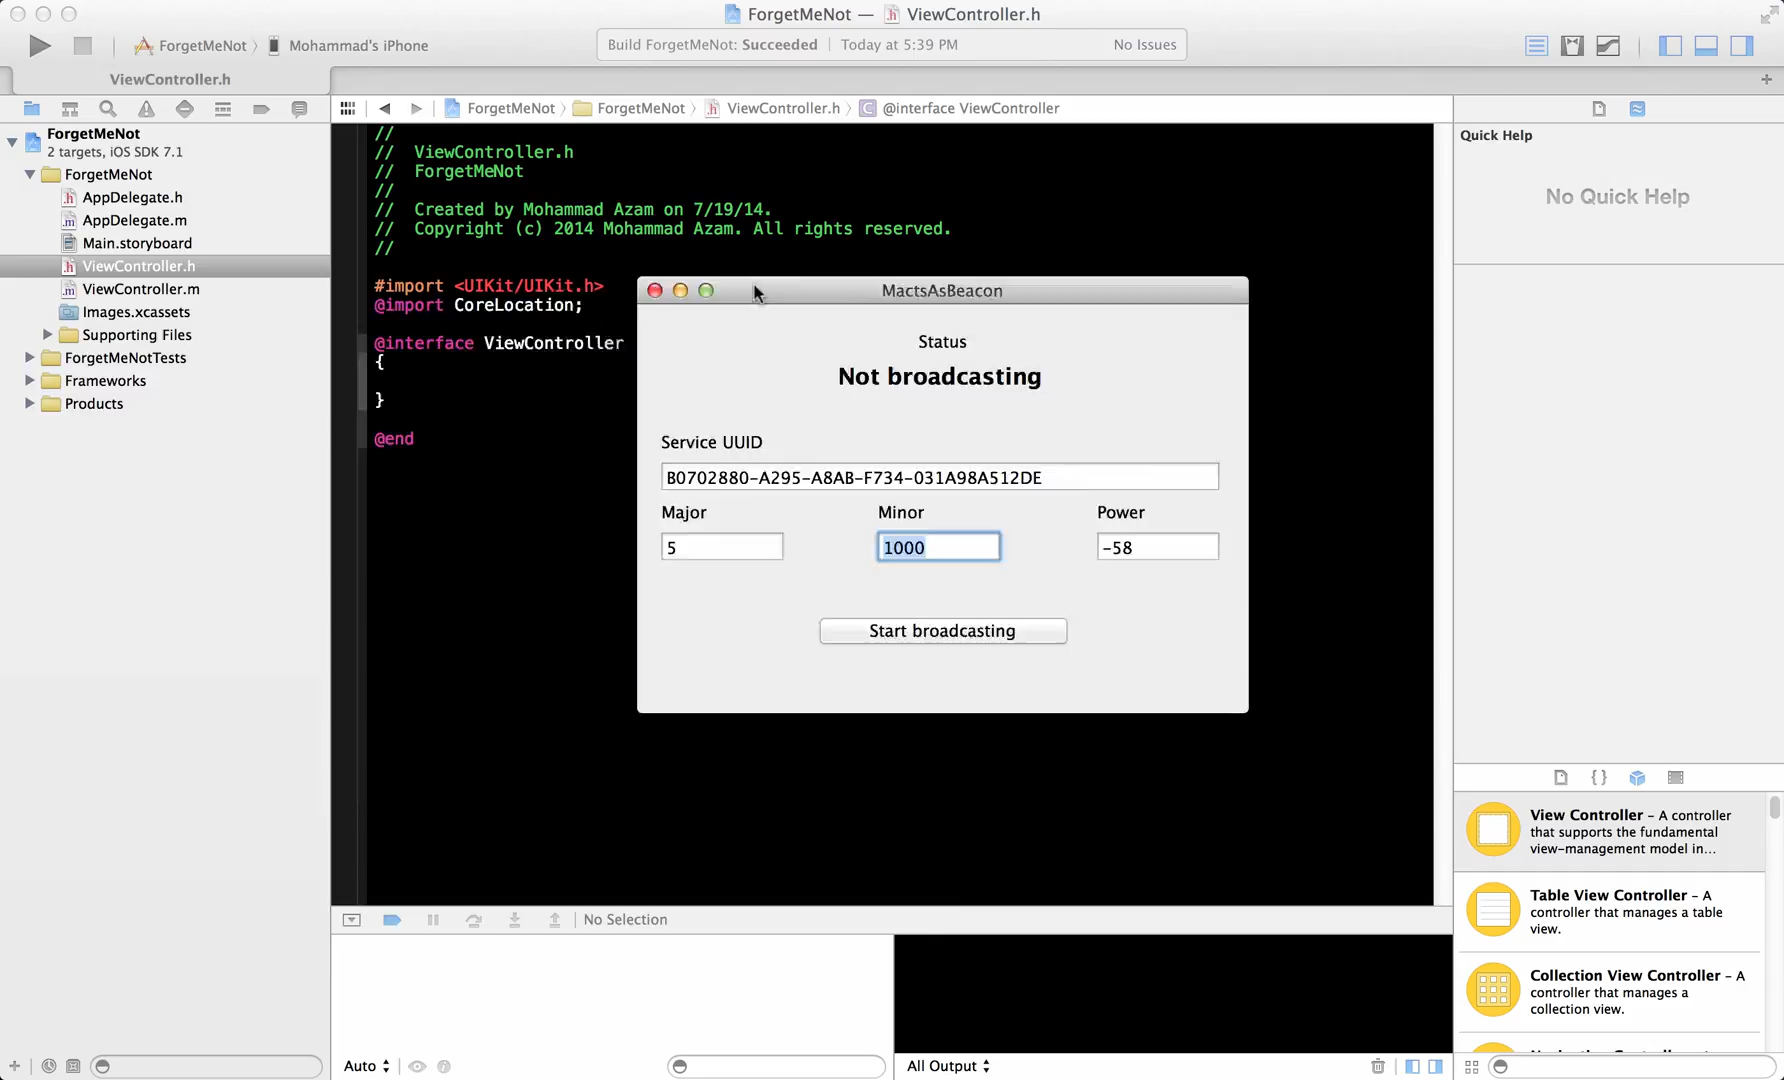 ForgetMeNot — ViewController.h
ForgetMeNot Mohammad's iPhone
Build ForgetMeNot: Succeeded Today at 5:39 PM No Issues
ViewController.h
ForgetMeNot ForgetMeNot ViewController.h @interface ViewController
ForgetMeNot
2 targets, iOS SDK 7.1
ForgetMeNot
AppDelegate.h
AppDelegate.m
Main.storyboard
ViewController.h
ViewController.m
Images.xcassets
Supporting Files
ForgetMeNotTests
Frameworks
Products
//
// ViewController.h
// ForgetMeNot
//
// Created by Mohammad Azam on 7/19/14.
// Copyright (c) 2014 Mohammad Azam. All rights reserved.
//
#import <UIKit/UIKit.h>
@import CoreLocation;
@interface ViewController
{
}
@end
MactsAsBeacon
Status
Not broadcasting
Service UUID
B0702880-A295-A8AB-F734-031A98A512DE
Major Minor Power
5 1000 -58
Start broadcasting
Quick Help
No Quick Help
View Controller – A controller
that supports the fundamental
view-management model in...
Table View Controller – A
controller that manages a table
view.
Collection View Controller – A
controller that manages a
collection view.
No Selection
Auto
All Output